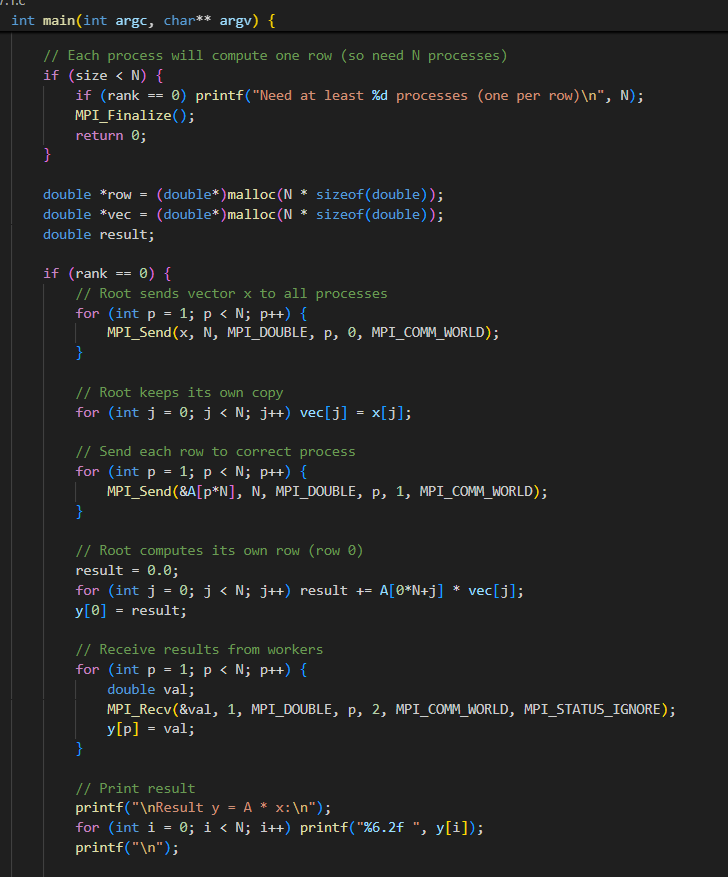 7.1.c
int main(int argc, char** argv) {
// Each process will compute one row (so need N processes)
if (size < N) {
if (rank == 0) printf("Need at least %d processes (one per row)\n", N);
MPI_Finalize();
return 0;
}
double *row = (double*)malloc(N * sizeof(double));
double *vec = (double*)malloc(N * sizeof(double));
double result;
if (rank == 0) {
// Root sends vector x to all processes
for (int p = 1; p < N; p++) {
MPI_Send(x, N, MPI_DOUBLE, p, 0, MPI_COMM_WORLD);
}
// Root keeps its own copy
for (int j = 0; j < N; j++) vec[j] = x[j];
// Send each row to correct process
for (int p = 1; p < N; p++) {
MPI_Send(&A[p*N], N, MPI_DOUBLE, p, 1, MPI_COMM_WORLD);
}
// Root computes its own row (row 0)
result = 0.0;
for (int j = 0; j < N; j++) result += A[0*N+j] * vec[j];
y[0] = result;
// Receive results from workers
for (int p = 1; p < N; p++) {
double val;
MPI_Recv(&val, 1, MPI_DOUBLE, p, 2, MPI_COMM_WORLD, MPI_STATUS_IGNORE);
y[p] = val;
}
// Print result
printf("\nResult y = A * x:\n");
for (int i = 0; i < N; i++) printf("%6.2f ", y[i]);
printf("\n");